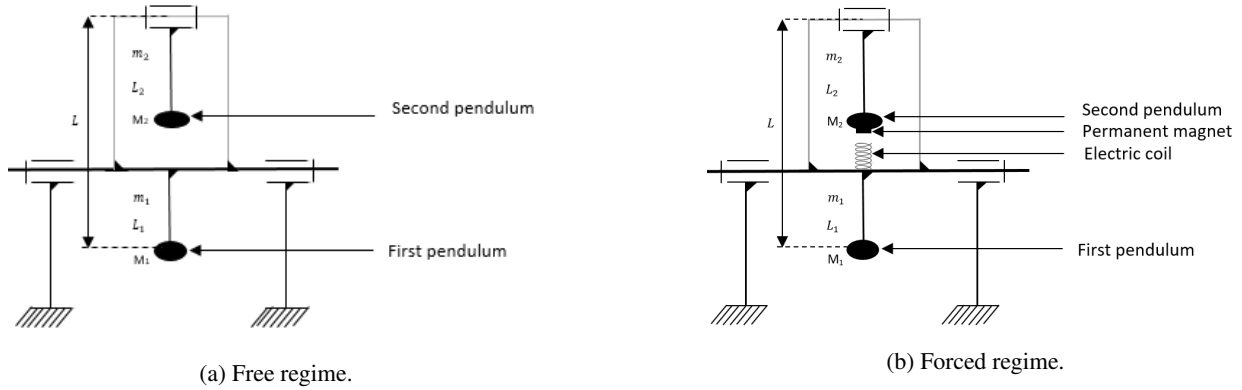 m₂
L₂
L
M₂
Second pendulum
m₁
L₁
M₁
First pendulum
(a) Free regime.
m₂
L₂
L
M₂
Second pendulum
Permanent magnet
Electric coil
m₁
L₁
M₁
First pendulum
(b) Forced regime.